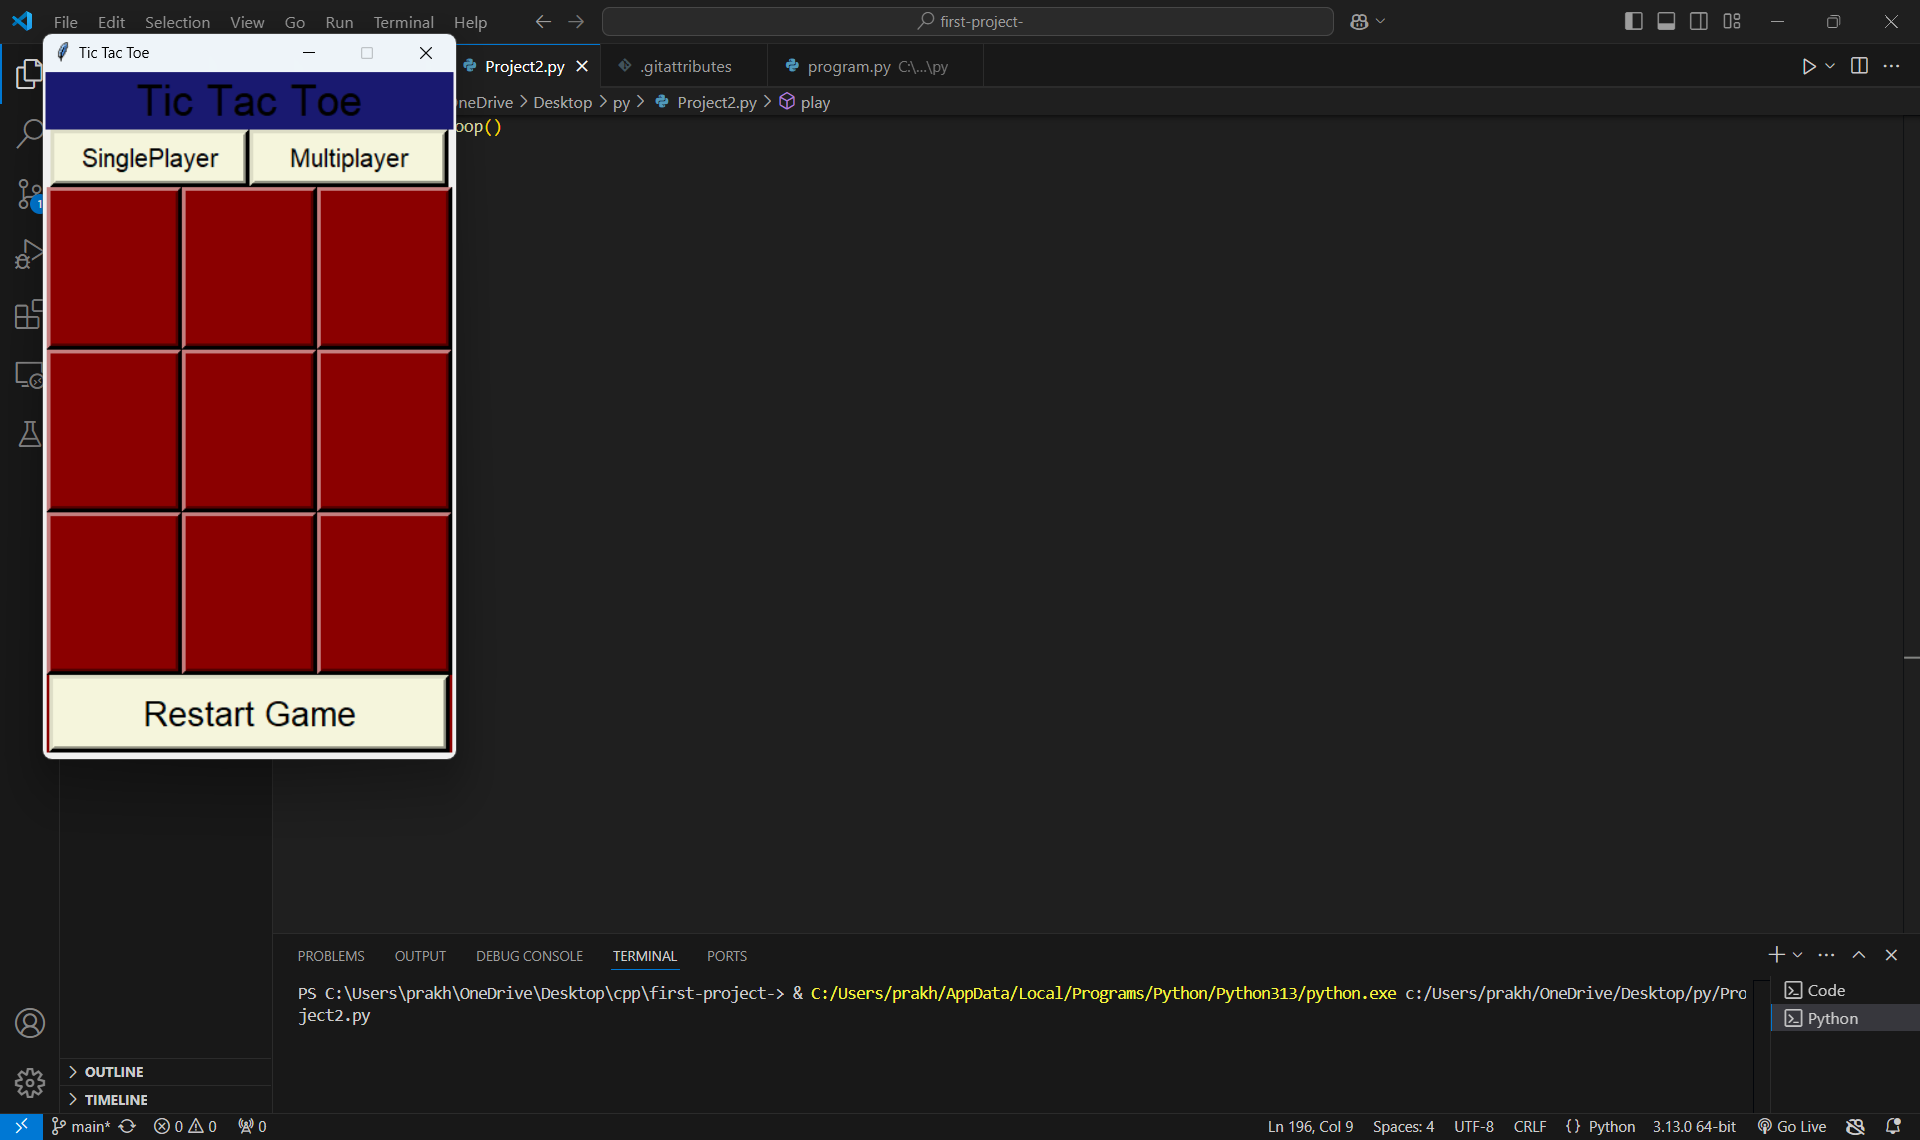 File Edit Selection View Go Run Terminal Help
first-project-
Tic Tac Toe
Project2.py
.gitattributes
program.py C:\...\py
neDrive > Desktop > py > Project2.py > play
oop()
Tic Tac Toe
SinglePlayer
Multiplayer
1
Restart Game
PROBLEMS OUTPUT DEBUG CONSOLE TERMINAL PORTS
PS C:\Users\prakh\OneDrive\Desktop\cpp\first-project-> & C:/Users/prakh/AppData/Local/Programs/Python/Python313/python.exe c:/Users/prakh/OneDrive/Desktop/py/Pro
ject2.py
Code
Python
OUTLINE
TIMELINE
main* 0 0 0
Ln 196, Col 9 Spaces: 4 UTF-8 CRLF {} Python 3.13.0 64-bit Go Live